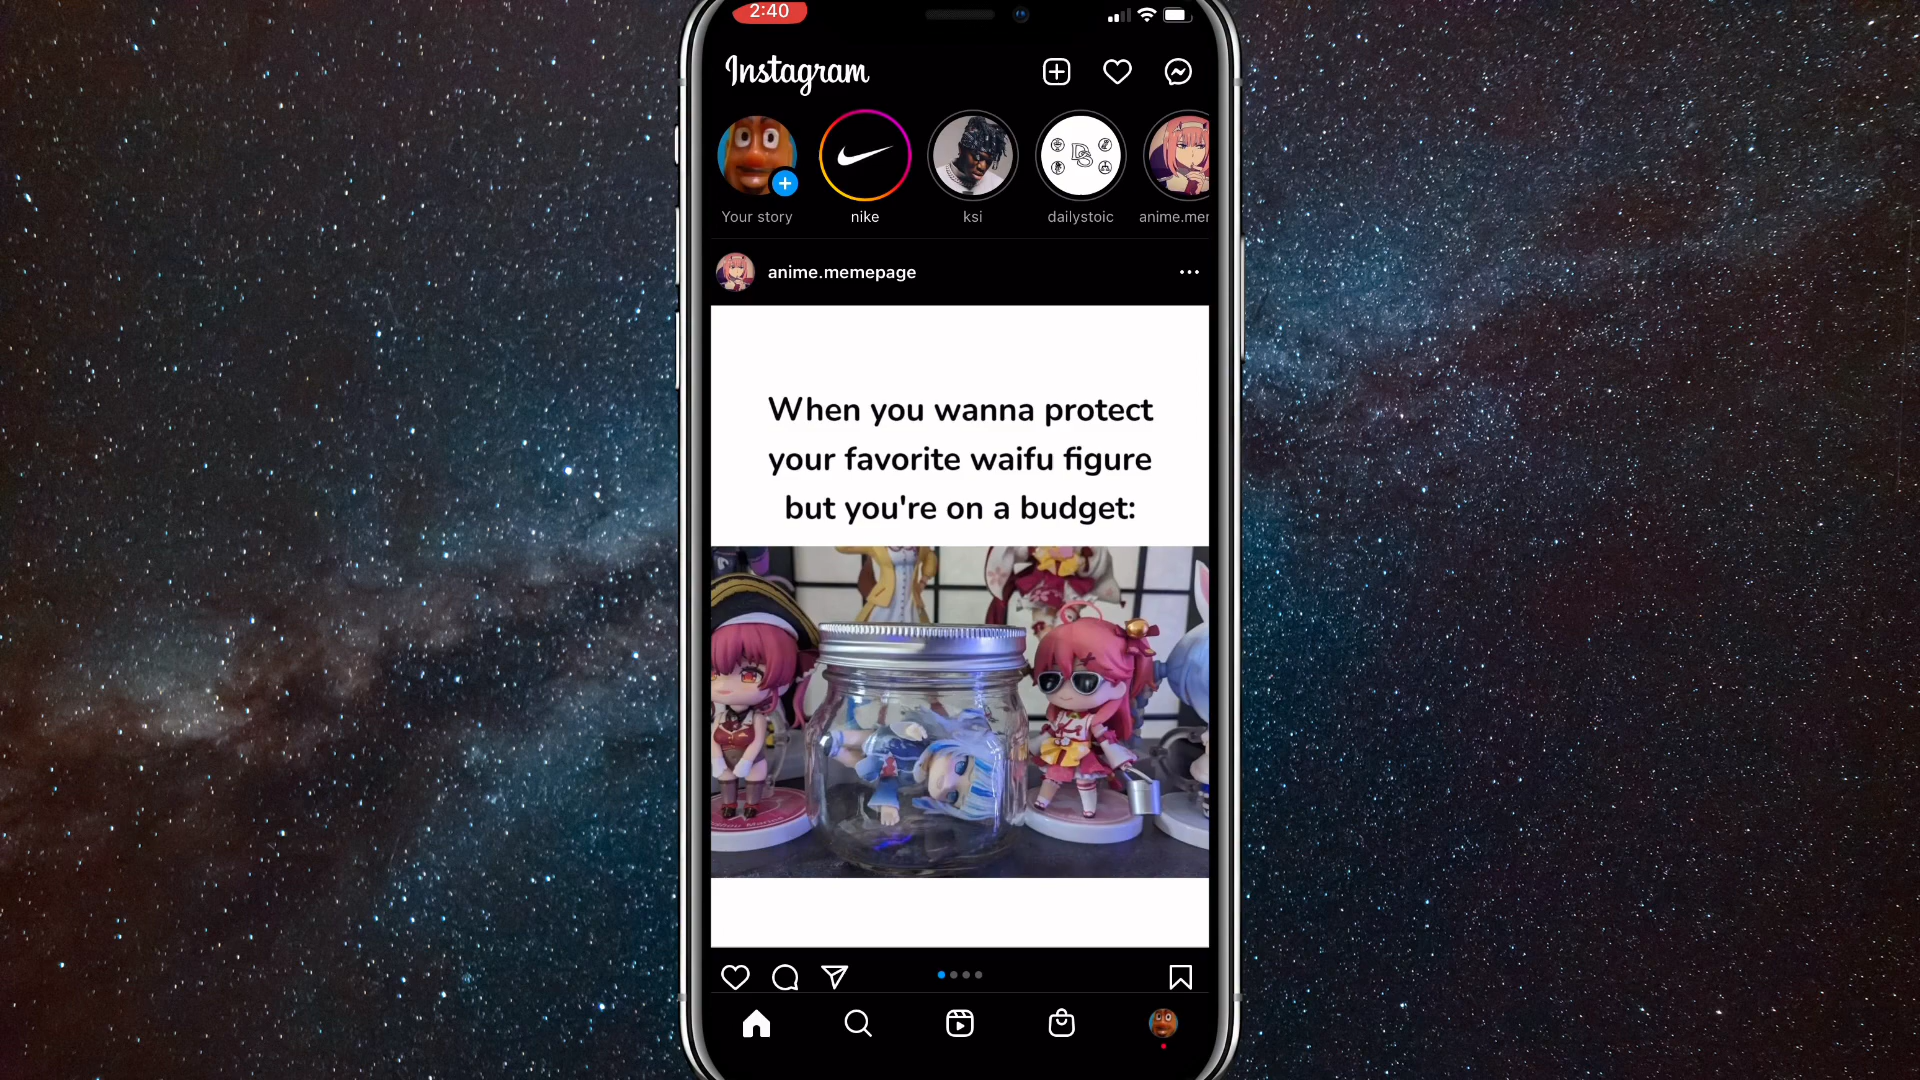 2:40
Instagram
Your story
nike
ksi
DS
dailystoic
anime.mer
anime.memepage
When you wanna protect
your favorite waifu figure
but you're on a budget: